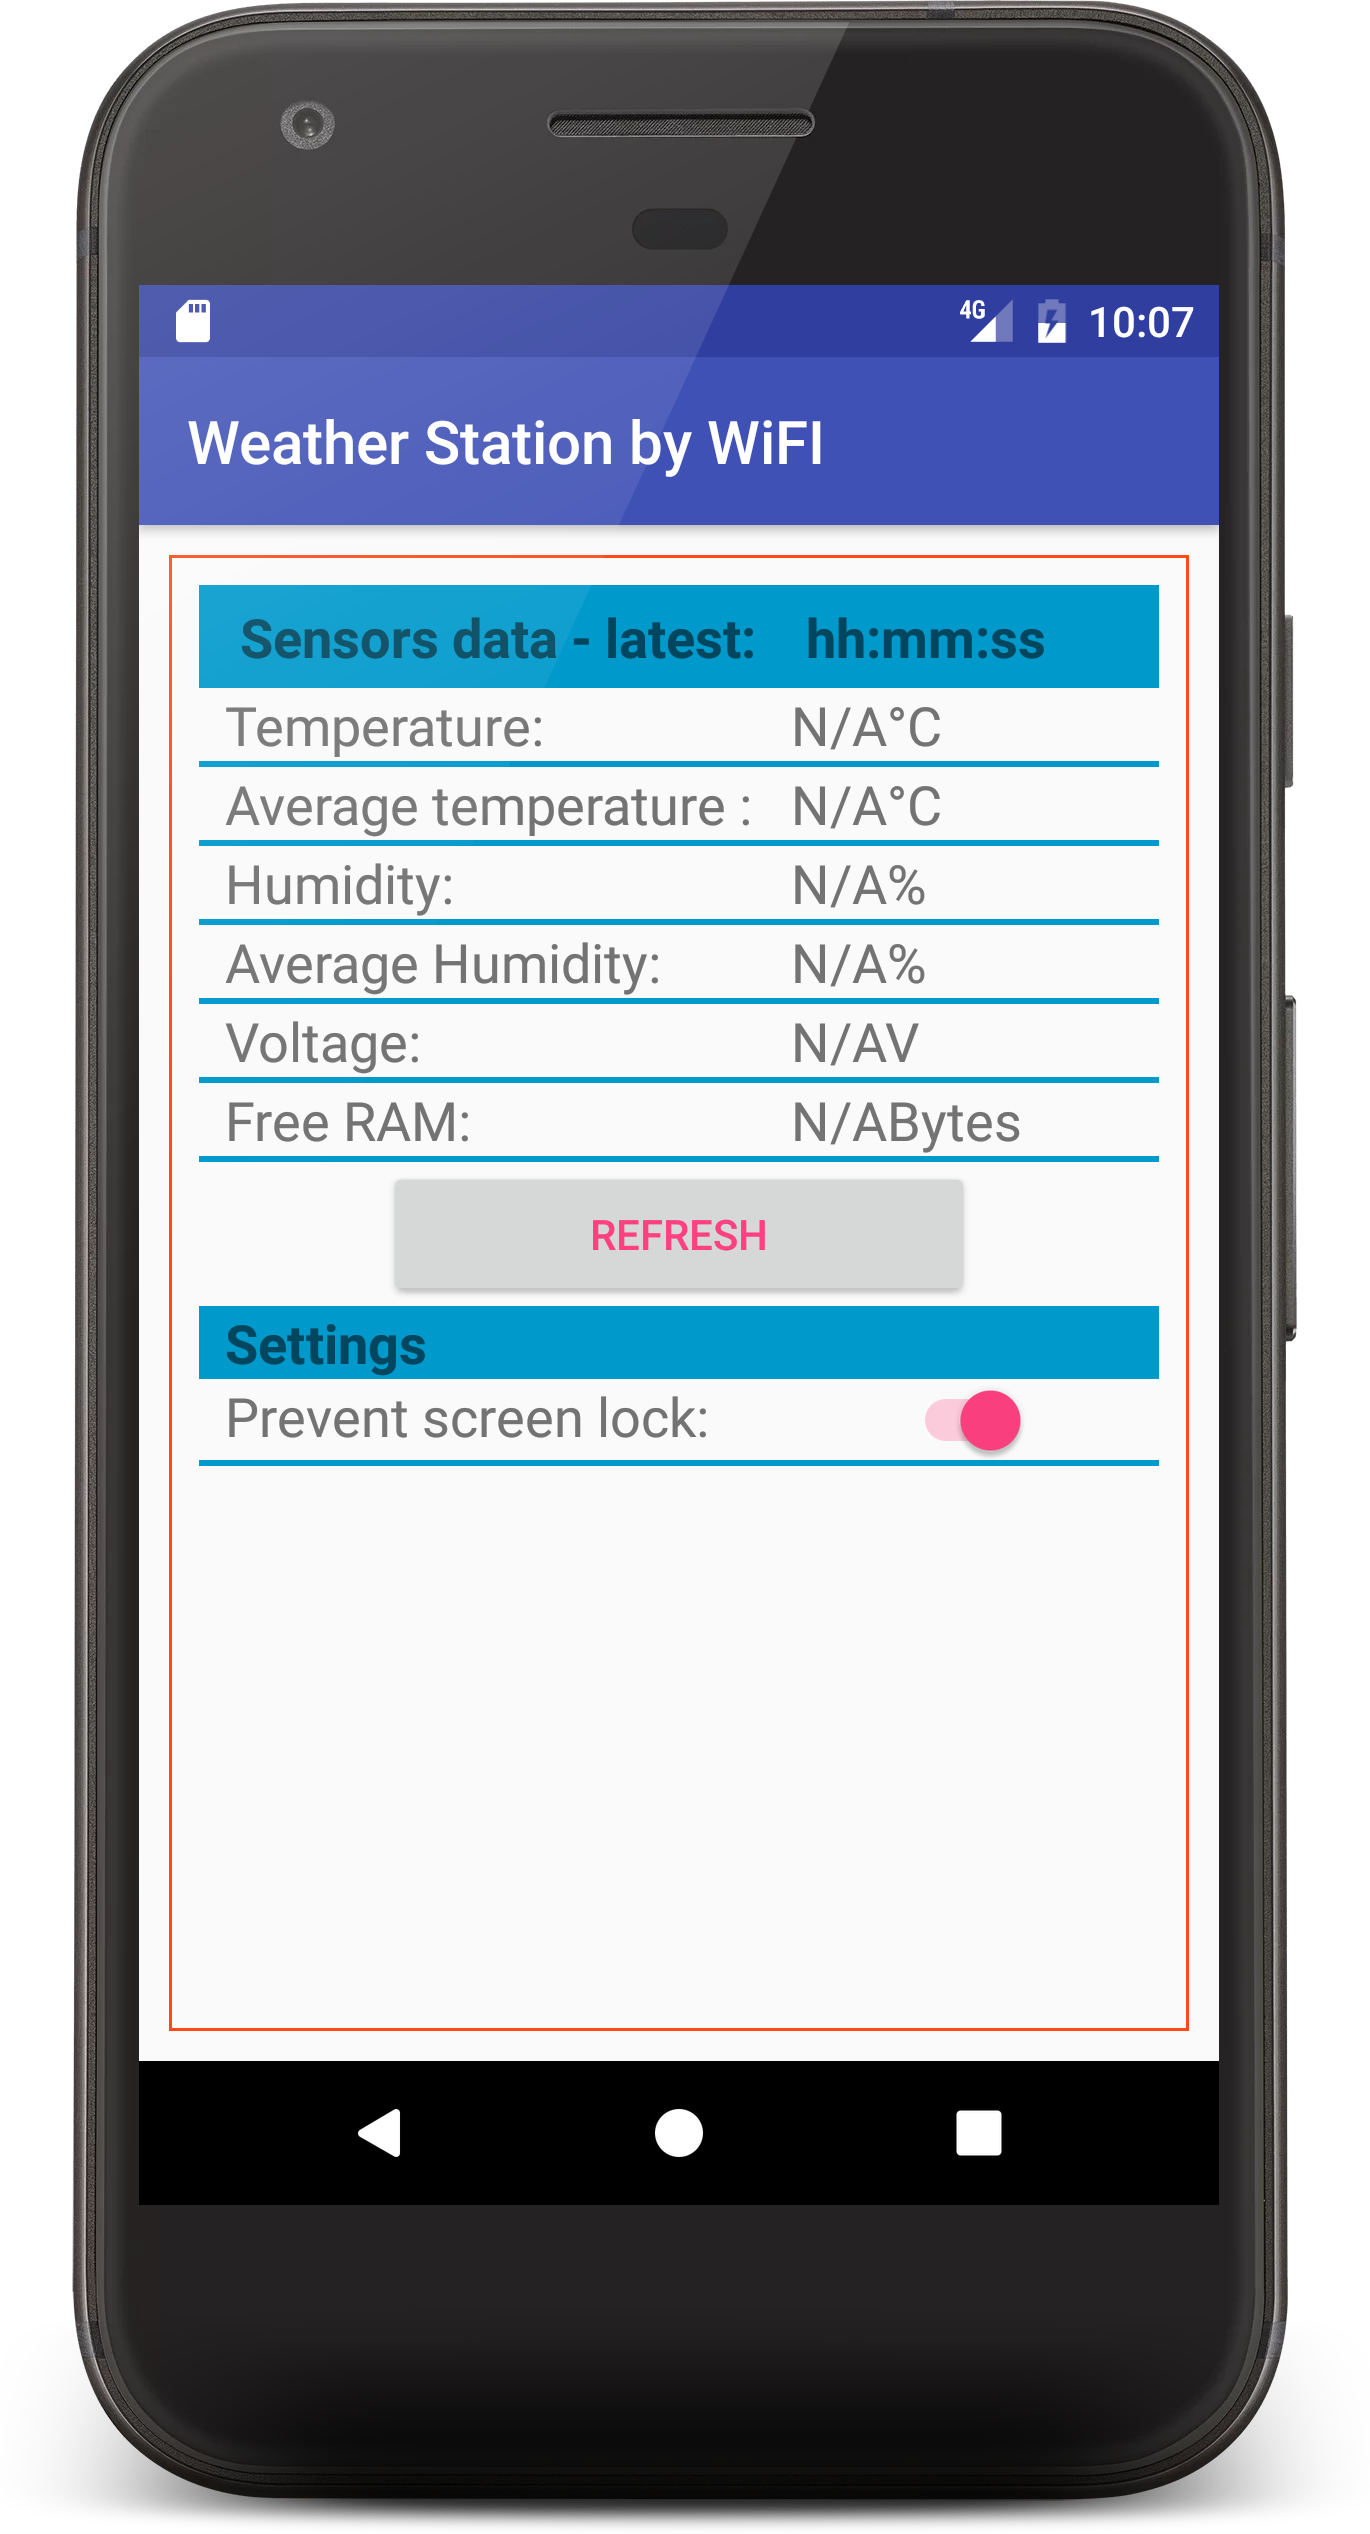 4G 10:07
Weather Station by WiFI
Sensors data - latest: hh:mm:ss
Temperature: N/A°C
Average temperature : N/A°C
Humidity: N/A%
Average Humidity: N/A%
Voltage: N/AV
Free RAM: N/ABytes
REFRESH
Settings
Prevent screen lock: